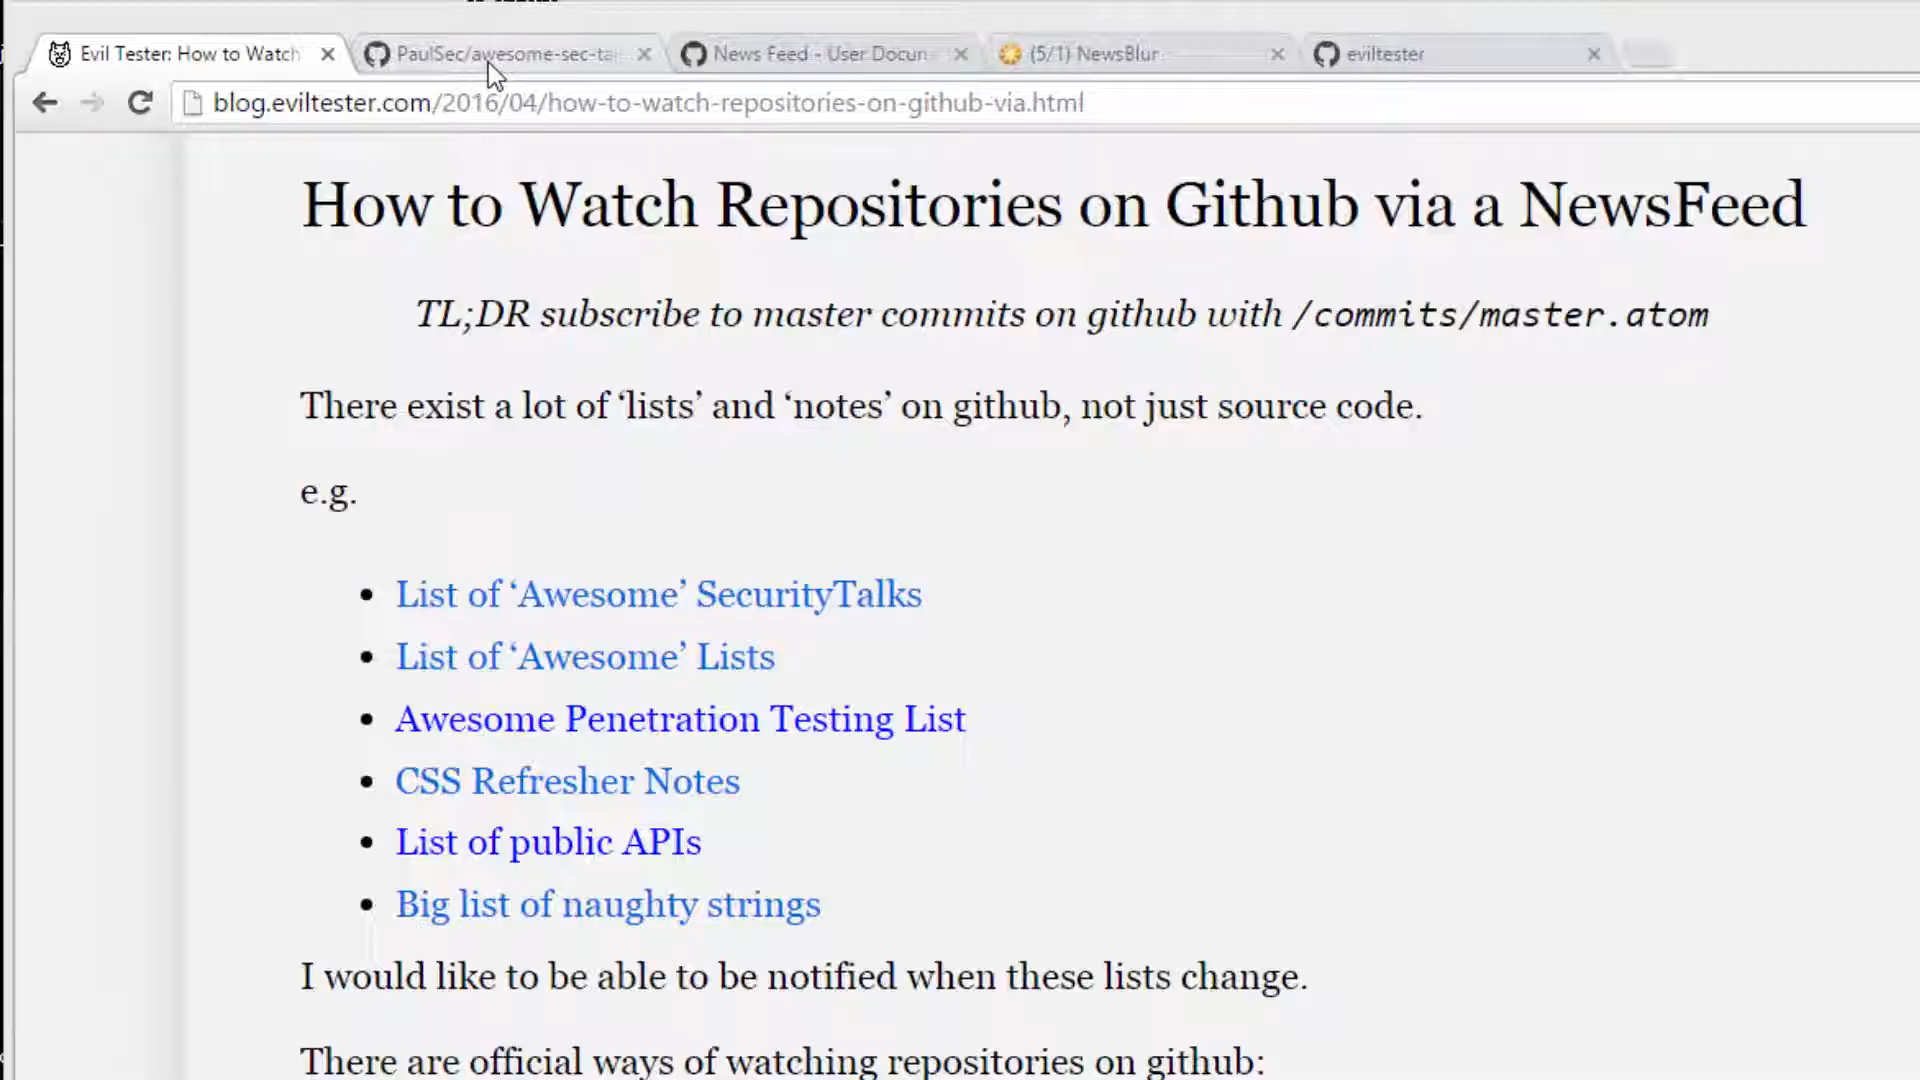 Evil Tester: How to Watch
PaulSec/awesome-sec-tal
News Feed - User Docun
(5/1) NewsBlur
eviltester
blog.eviltester.com/2016/04/how-to-watch-repositories-on-github-via.html
How to Watch Repositories on Github via a NewsFeed
TL;DR subscribe to master commits on github with /commits/master.atom
There exist a lot of ‘lists’ and ‘notes’ on github, not just source code.
e.g.
• List of ‘Awesome’ SecurityTalks
• List of ‘Awesome’ Lists
• Awesome Penetration Testing List
• CSS Refresher Notes
• List of public APIs
• Big list of naughty strings
I would like to be able to be notified when these lists change.
There are official ways of watching repositories on github: